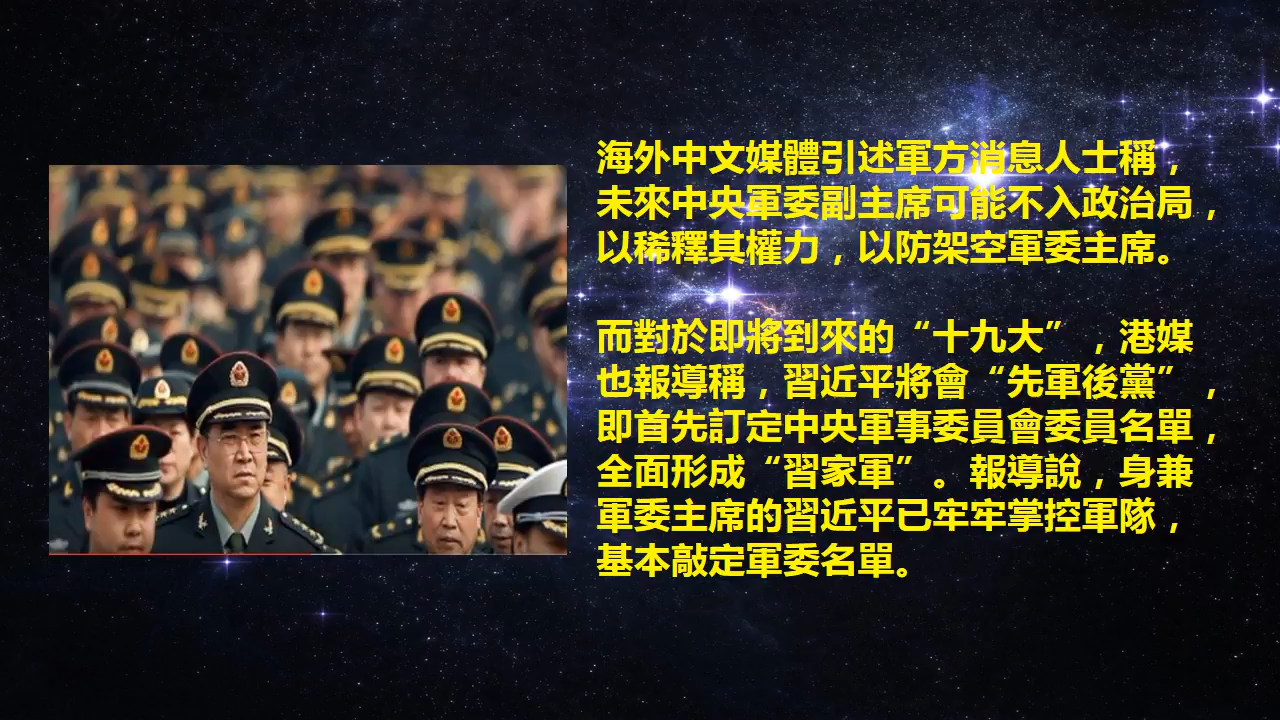 海外中文媒體引述軍方消息人士稱，
未來中央軍委副主席可能不入政治局，
以稀釋其權力，以防架空軍委主席。
而對於即將到來的“十九大”，港媒
也報導稱，習近平將會“先軍後黨”，
即首先訂定中央軍事委員會委員名單，
全面形成“習家軍”。報導說，身兼
軍委主席的習近平已牢牢掌控軍隊，
基本敲定軍委名單。